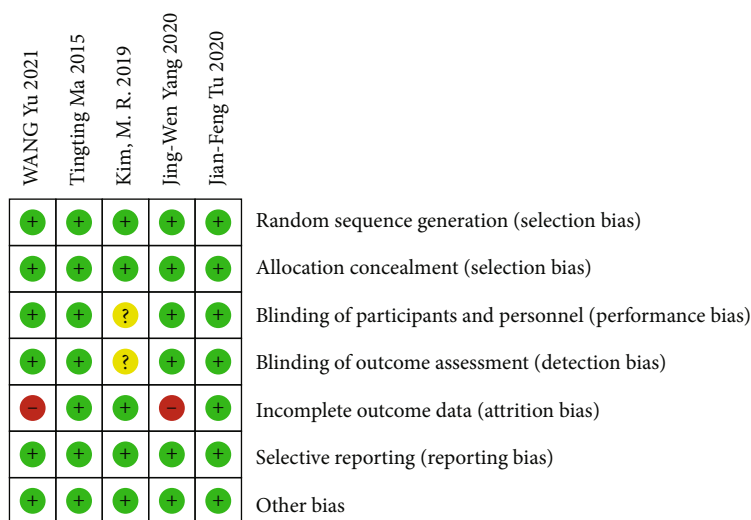 WANG Yu 2021
Tingting Ma 2015
Kim, M. R. 2019
Jing-Wen Yang 2020
Jian-Feng Tu 2020
+ + + + + Random sequence generation (selection bias)
+ + + + + Allocation concealment (selection bias)
+ + ? + + Blinding of participants and personnel (performance bias)
+ + ? + + Blinding of outcome assessment (detection bias)
– + + – + Incomplete outcome data (attrition bias)
+ + + + + Selective reporting (reporting bias)
+ + + + + Other bias